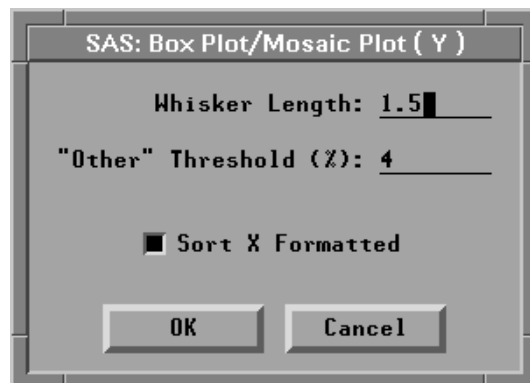 SAS: Box Plot/Mosaic Plot ( Y )
Whisker Length: 1.5
"Other" Threshold (%): 4
Sort X Formatted
OK Cancel